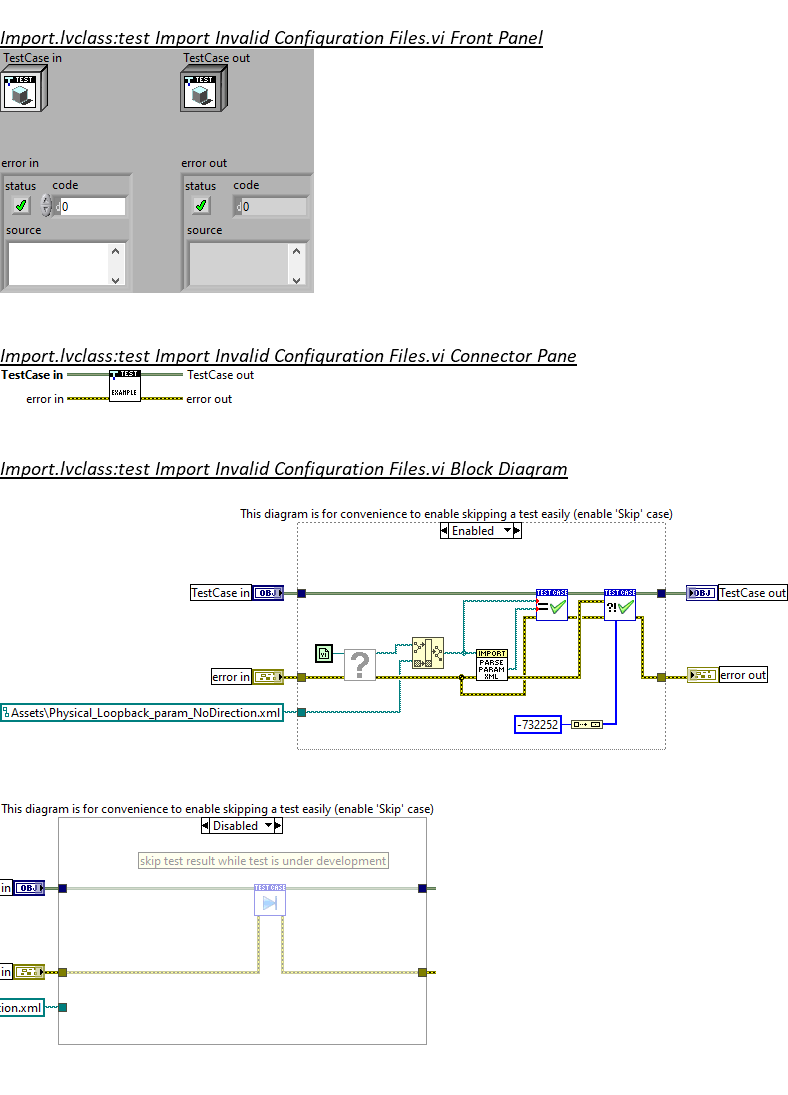 Import.lvclass:test Import Invalid Configuration Files.vi Front Panel
TestCase in
TestCase out
TEST
TEST
error in
error out
status
code
status
code
0
0
source
source
Import.lvclass:test Import Invalid Configuration Files.vi Connector Pane
TestCase in
TEST
TestCase out
EXAMPLE
error in
error out
Import.lvclass:test Import Invalid Configuration Files.vi Block Diagram
This diagram is for convenience to enable skipping a test easily (enable 'Skip' case)
Enabled
TestCase in
OBJ
TEST CASE
=
TEST CASE
?!
OBJ
TestCase out
vi
?
IMPORT
PARSE
PARAM
XML
error in
error out
Assets\Physical_Loopback_param_NoDirection.xml
-732252
This diagram is for convenience to enable skipping a test easily (enable 'Skip' case)
Disabled
skip test result while test is under development
in
OBJ
TEST CASE
in
tion.xml